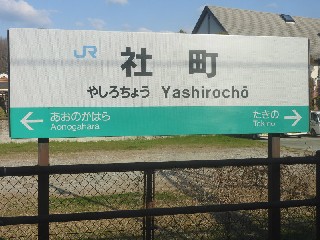 JR 社町
やしろちょう Yashirochō
あおのがはら たきの
Aonogahara Takino